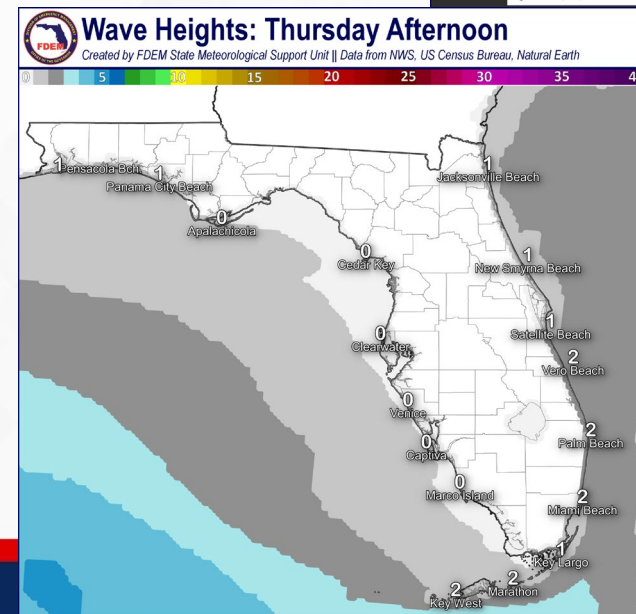 Wave Heights: Thursday Afternoon
FDEM
Created by FDEM State Meteorological Support Unit || Data from NWS, US Census Bureau, Natural Earth
0 5 10 15 20 25 30 35 4
1
Pensacola Bch
1
Panama City Beach
0
Apalachicola
1
Jacksonville Beach
0
Cedar Key
1
New Smyrna Beach
0
Clearwater
1
Satellite Beach
2
Vero Beach
0
Venice
0
Captiva
2
Palm Beach
0
Marco Island
2
Miami Beach
1
Key Largo
2
Marathon
2
Key West